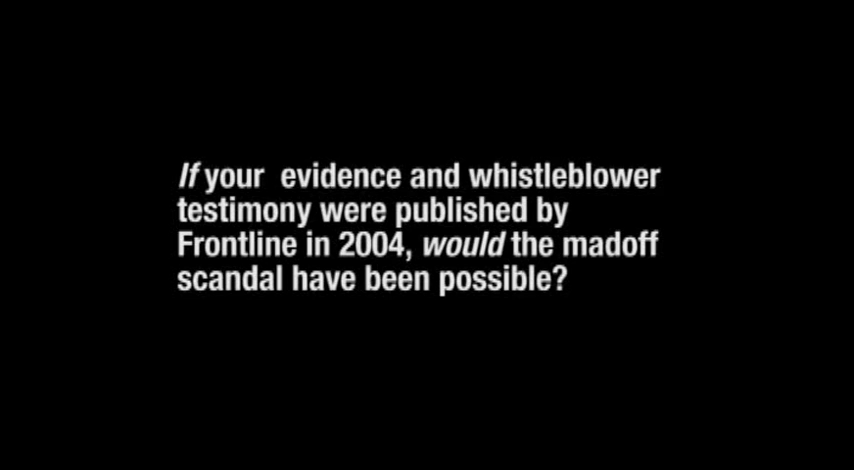 If your  evidence and whistleblower
testimony were published by
Frontline in 2004, would the madoff
scandal have been possible?